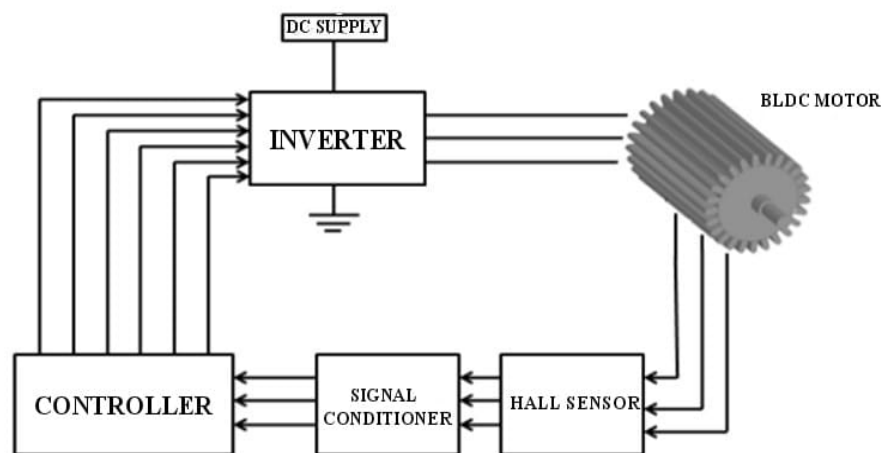 DC SUPPLY
BLDC MOTOR
INVERTER
CONTROLLER
SIGNAL
CONDITIONER
HALL SENSOR